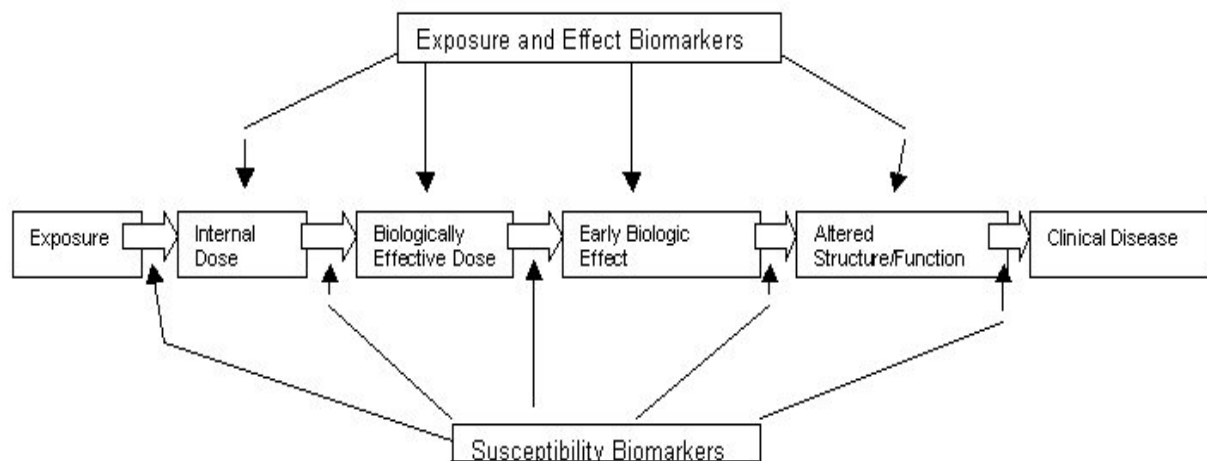 Exposure and Effect Biomarkers
Exposure
Internal
Dose
Biologically
Effective Dose
Early Biologic
Effect
Altered
Structure/Function
Clinical Disease
Susceptibility Biomarkers